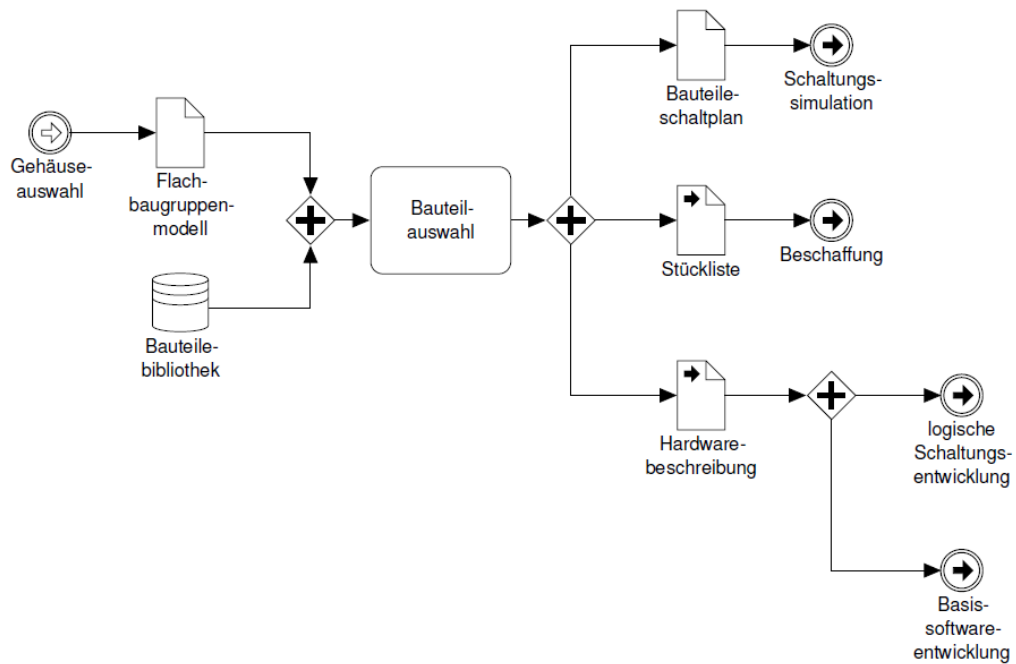 Gehäuse-
auswahl
Flach-
baugruppen-
modell
Bauteile-
bibliothek
Bauteil-
auswahl
Bauteile-
schaltplan
Schaltungs-
simulation
Stückliste
Beschaffung
Hardware-
beschreibung
logische
Schaltungs-
entwicklung
Basis-
software-
entwicklung